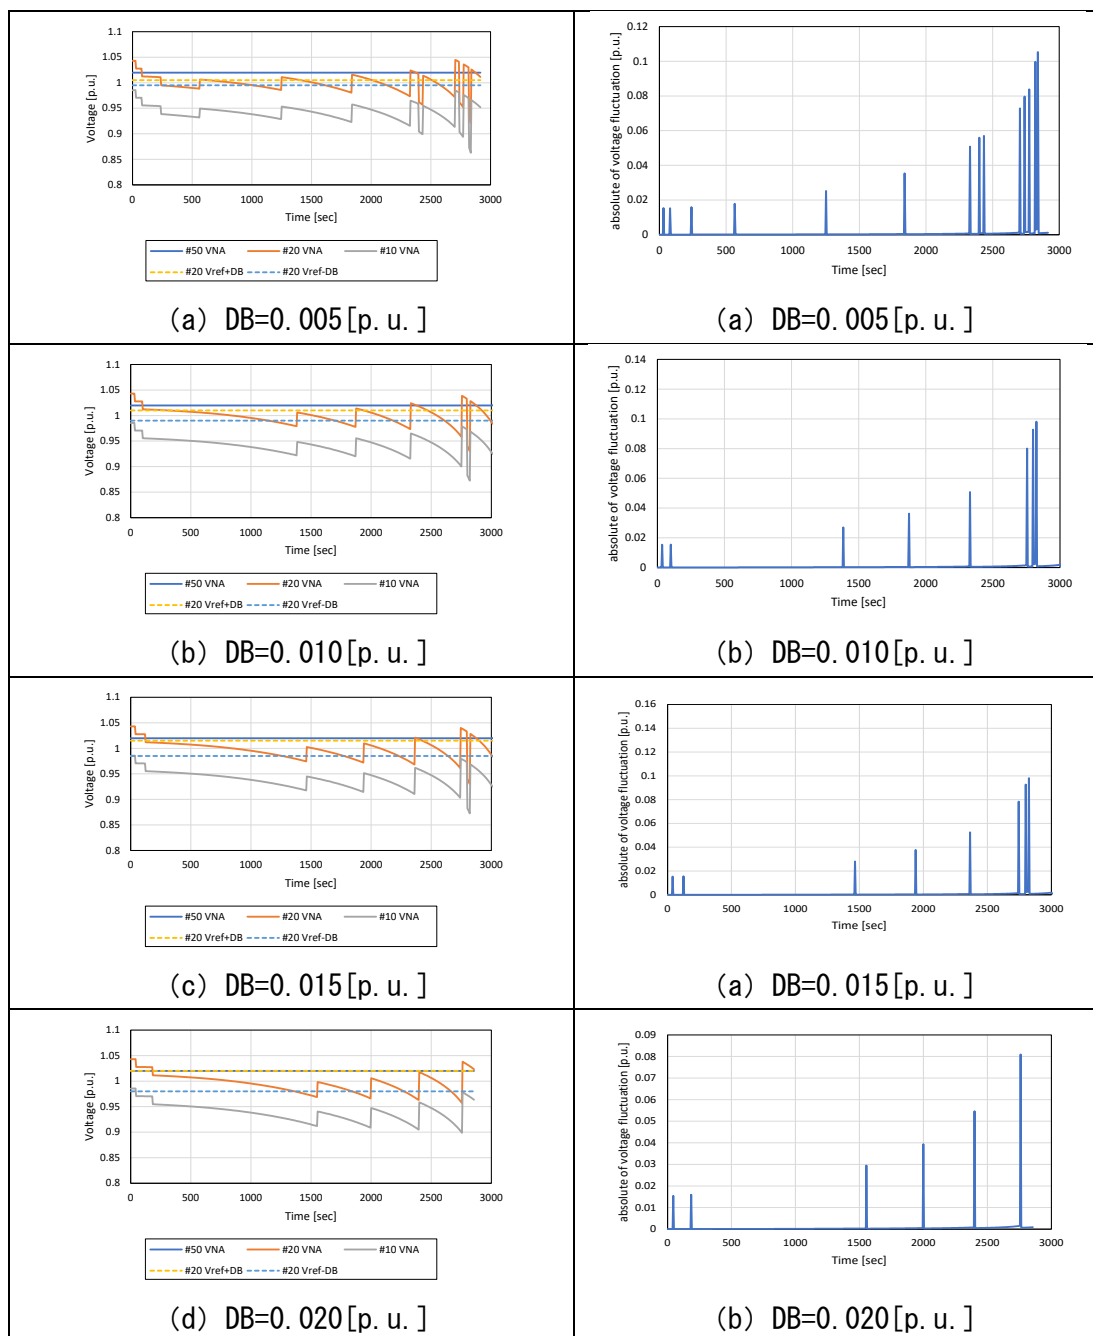 1.1
1.05
1
0.95
0.9
0.85
0.8
Voltage [p.u.]
0 500 1000 1500 2000 2500 3000
Time [sec]
#50 VNA #20 VNA #10 VNA
#20 Vref+DB #20 Vref-DB
(a) DB=0.005[p.u.]
0.12
0.1
0.08
0.06
0.04
0.02
0
absolute of voltage fluctuation [p.u.]
0 500 1000 1500 2000 2500 3000
Time [sec]
(a) DB=0.005[p.u.]
1.1
1.05
1
0.95
0.9
0.85
0.8
Voltage [p.u.]
0 500 1000 1500 2000 2500 3000
Time [sec]
#50 VNA #20 VNA #10 VNA
#20 Vref+DB #20 Vref-DB
(b) DB=0.010[p.u.]
0.14
0.12
0.1
0.08
0.06
0.04
0.02
0
absolute of voltage fluctuation [p.u.]
0 500 1000 1500 2000 2500 3000
Time [sec]
(b) DB=0.010[p.u.]
1.1
1.05
1
0.95
0.9
0.85
0.8
Voltage [p.u.]
0 500 1000 1500 2000 2500 3000
Time [sec]
#50 VNA #20 VNA #10 VNA
#20 Vref+DB #20 Vref-DB
(c) DB=0.015[p.u.]
0.16
0.14
0.12
0.1
0.08
0.06
0.04
0.02
0
absolute of voltage fluctuation [p.u.]
0 500 1000 1500 2000 2500 3000
Time [sec]
(a) DB=0.015[p.u.]
1.1
1.05
1
0.95
0.9
0.85
0.8
Voltage [p.u.]
0 500 1000 1500 2000 2500 3000
Time [sec]
#50 VNA #20 VNA #10 VNA
#20 Vref+DB #20 Vref-DB
(d) DB=0.020[p.u.]
0.09
0.08
0.07
0.06
0.05
0.04
0.03
0.02
0.01
0
absolute of voltage fluctuation [p.u.]
0 500 1000 1500 2000 2500 3000
Time [sec]
(b) DB=0.020[p.u.]